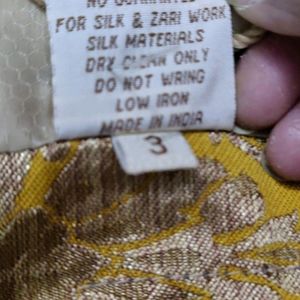 NO GUARANTEE
FOR SILK & ZARI WORK
SILK MATERIALS
DRY CLEAN ONLY
DO NOT WRING
LOW IRON
MADE IN INDIA
3